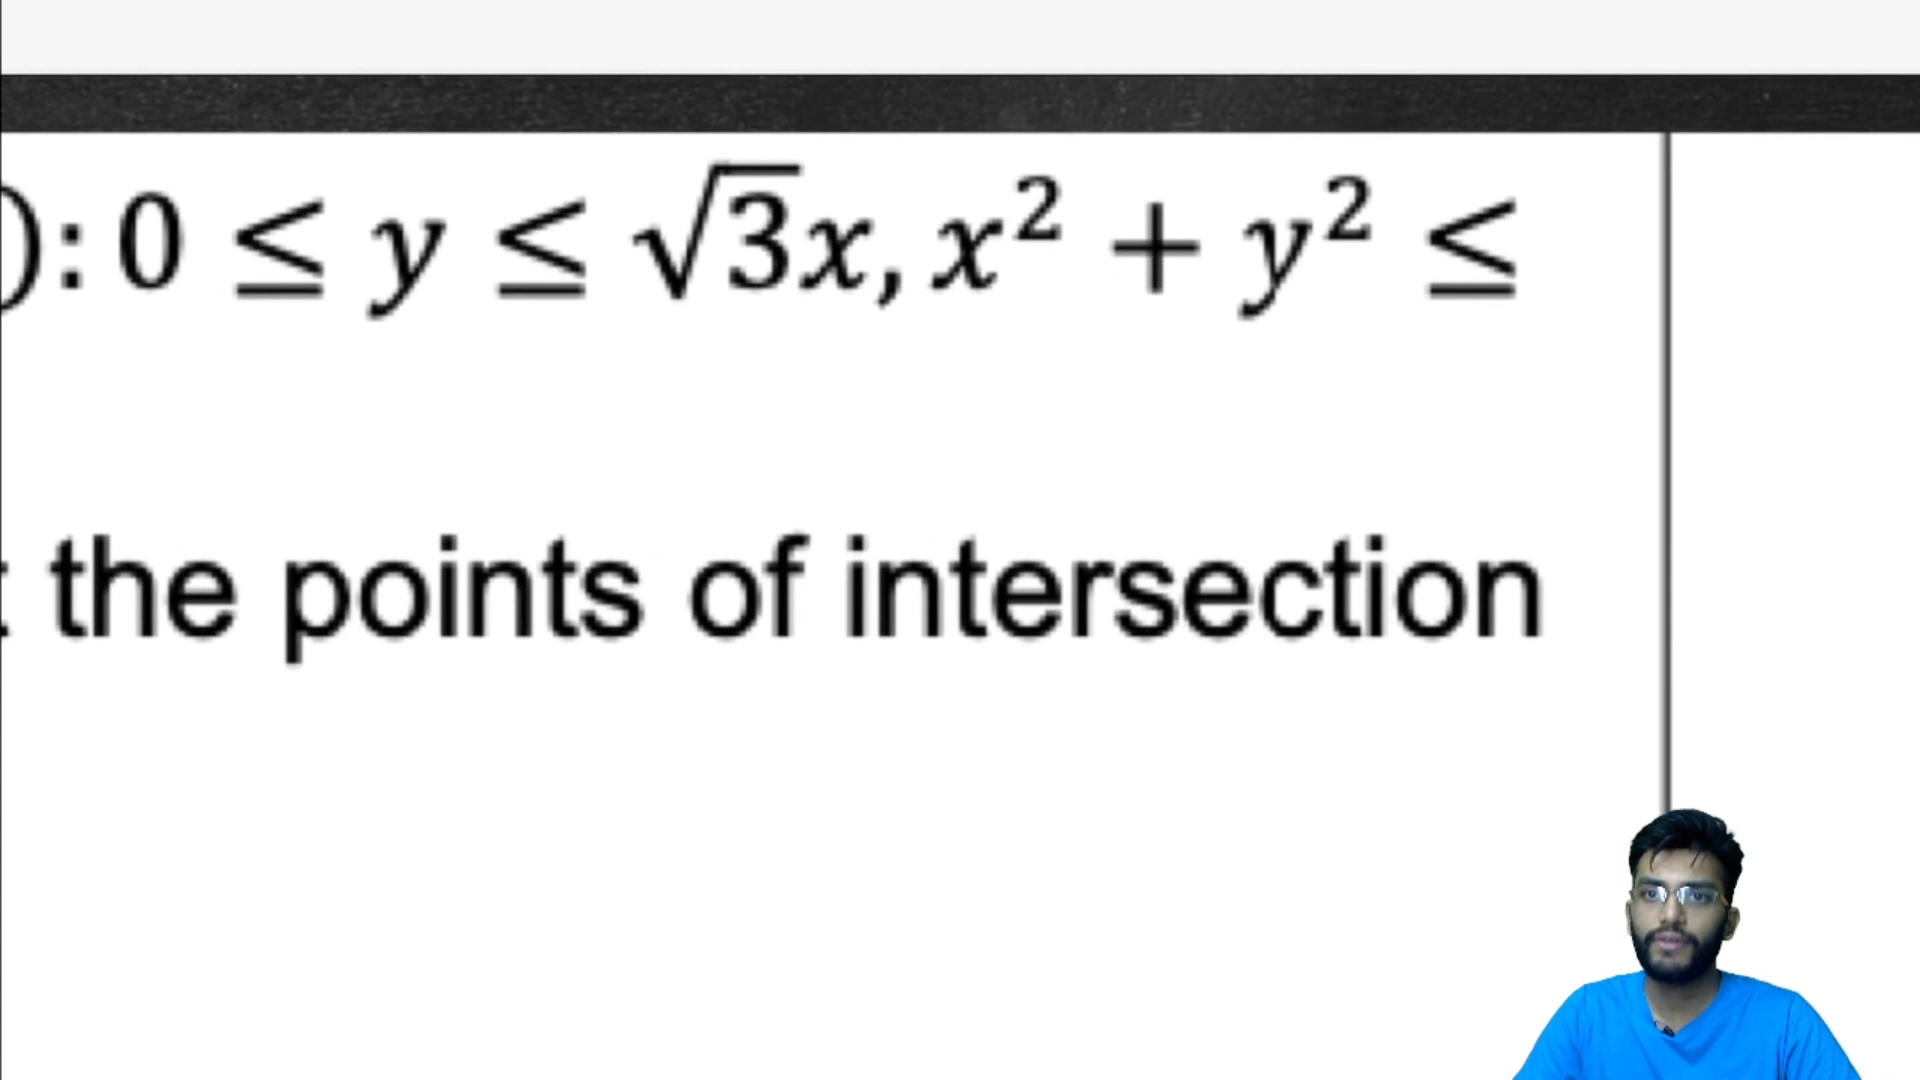 ): 0 ≤ y ≤ √3x, x² + y² ≤
the points of intersection